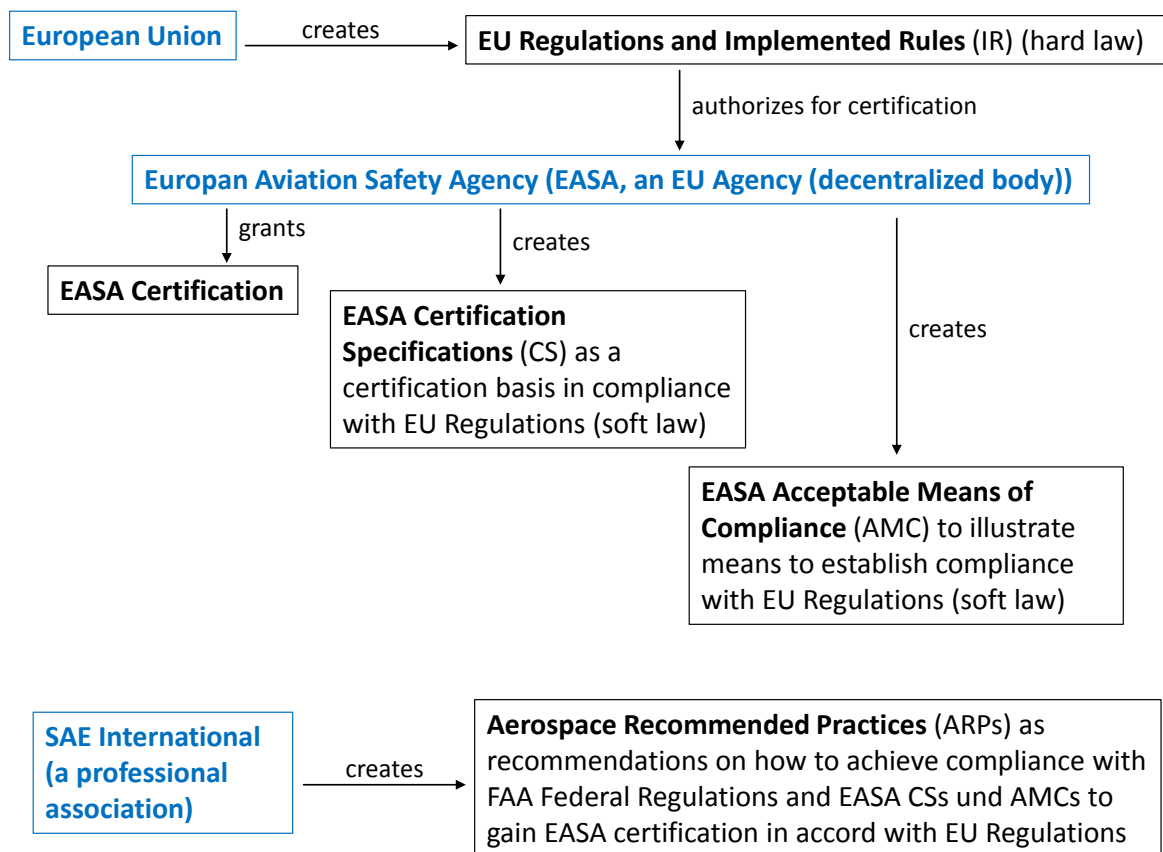 European Union
creates
EU Regulations and Implemented Rules (IR) (hard law)
authorizes for certification
Europan Aviation Safety Agency (EASA, an EU Agency (decentralized body))
grants
creates
creates
EASA Certification
EASA Certification
Specifications (CS) as a
certification basis in compliance
with EU Regulations (soft law)
EASA Acceptable Means of
Compliance (AMC) to illustrate
means to establish compliance
with EU Regulations (soft law)
SAE International
(a professional
association)
creates
Aerospace Recommended Practices (ARPs) as
recommendations on how to achieve compliance with
FAA Federal Regulations and EASA CSs und AMCs to
gain EASA certification in accord with EU Regulations